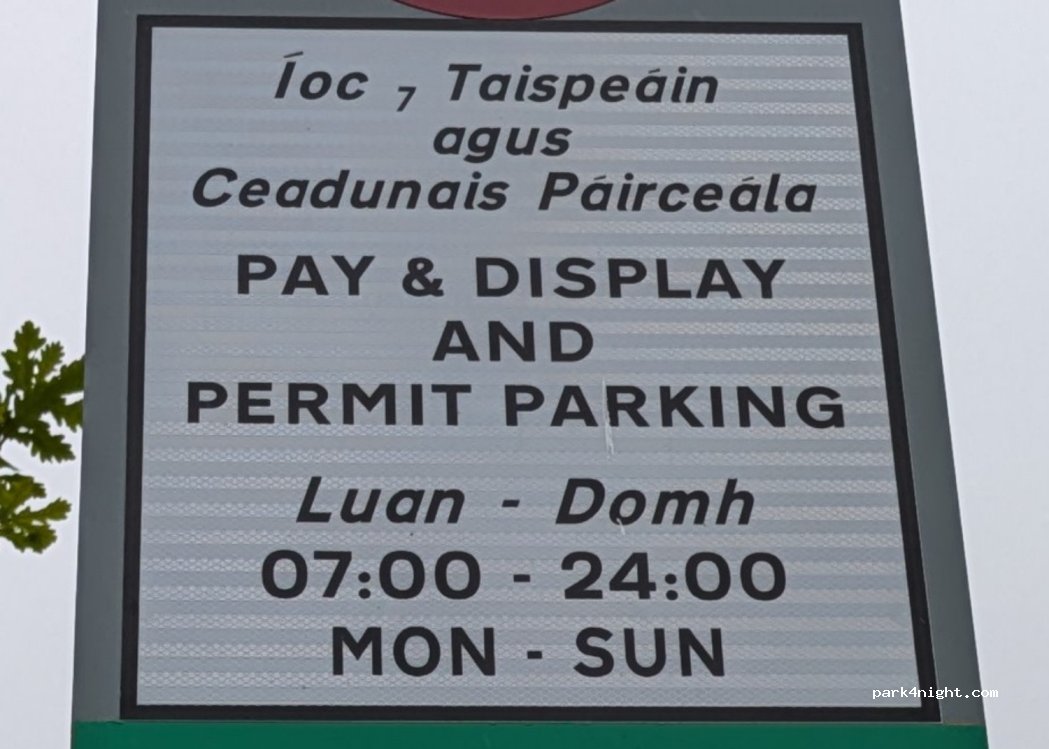 Íoc ⁊ Taispeáin
agus
Ceadunais Páirceála
PAY & DISPLAY
AND
PERMIT PARKING
Luan - Domh
07:00 - 24:00
MON - SUN
park4night.com